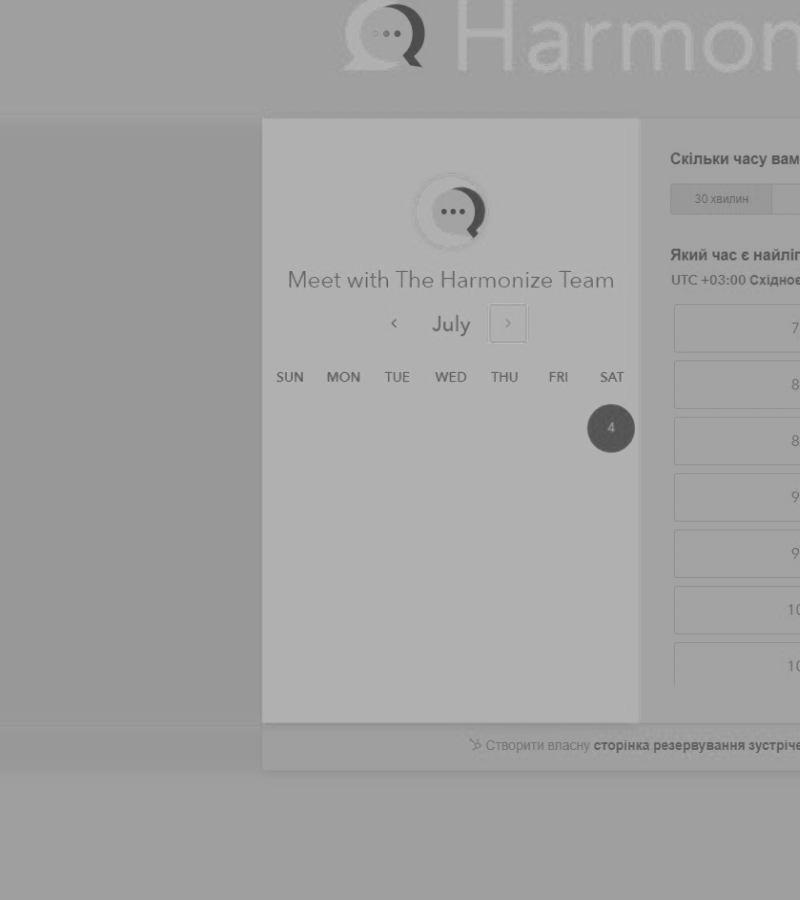 Harmon
Meet with The Harmonize Team
July
SUN MON TUE WED THU FRI SAT
4
Скільки часу вам
30 хвилин
Який час є найліп
UTC +03:00 Східноє
7
8
8
9
9
10
10
Створити власну сторінка резервування зустріче